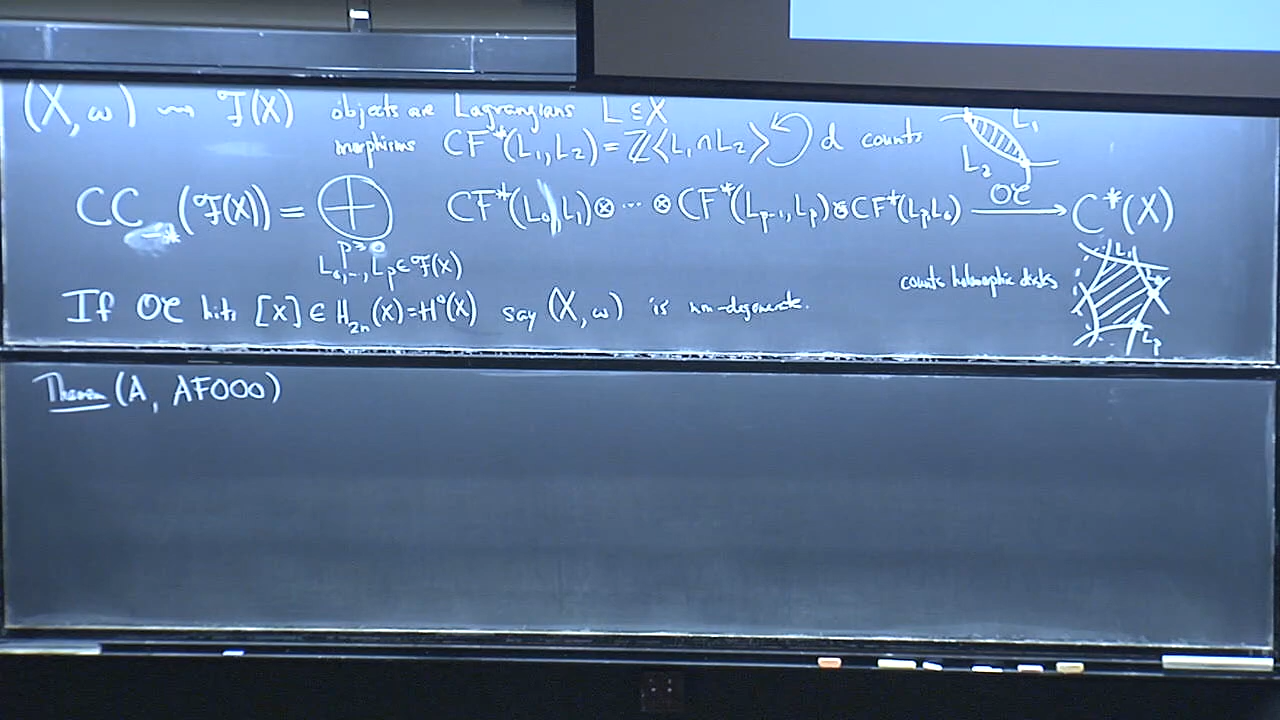 (X, ω) ⇝ ℱ(X) objects are Lagrangians L ⊆ X
morphisms CF*(L₁, L₂) = ℤ⟨L₁ ∩ L₂⟩ d counts L₁
L₂
CC₋* (ℱ(X)) = ⊕ CF*(L₀, L₁) ⊗ ⋯ ⊗ CF*(Lₚ₋₁, Lₚ) ⊗ CF*(Lₚ L₀) OC → C*(X)
p ≥ 0
L₀, ⋯, Lₚ ∈ ℱ(X)
counts holomorphic disks L₁
Lₚ
If OC hits [X] ∈ H₂ₙ(X) = H⁰(X) say (X, ω) is non-degenerate.
Theorem (A, AFOOO)